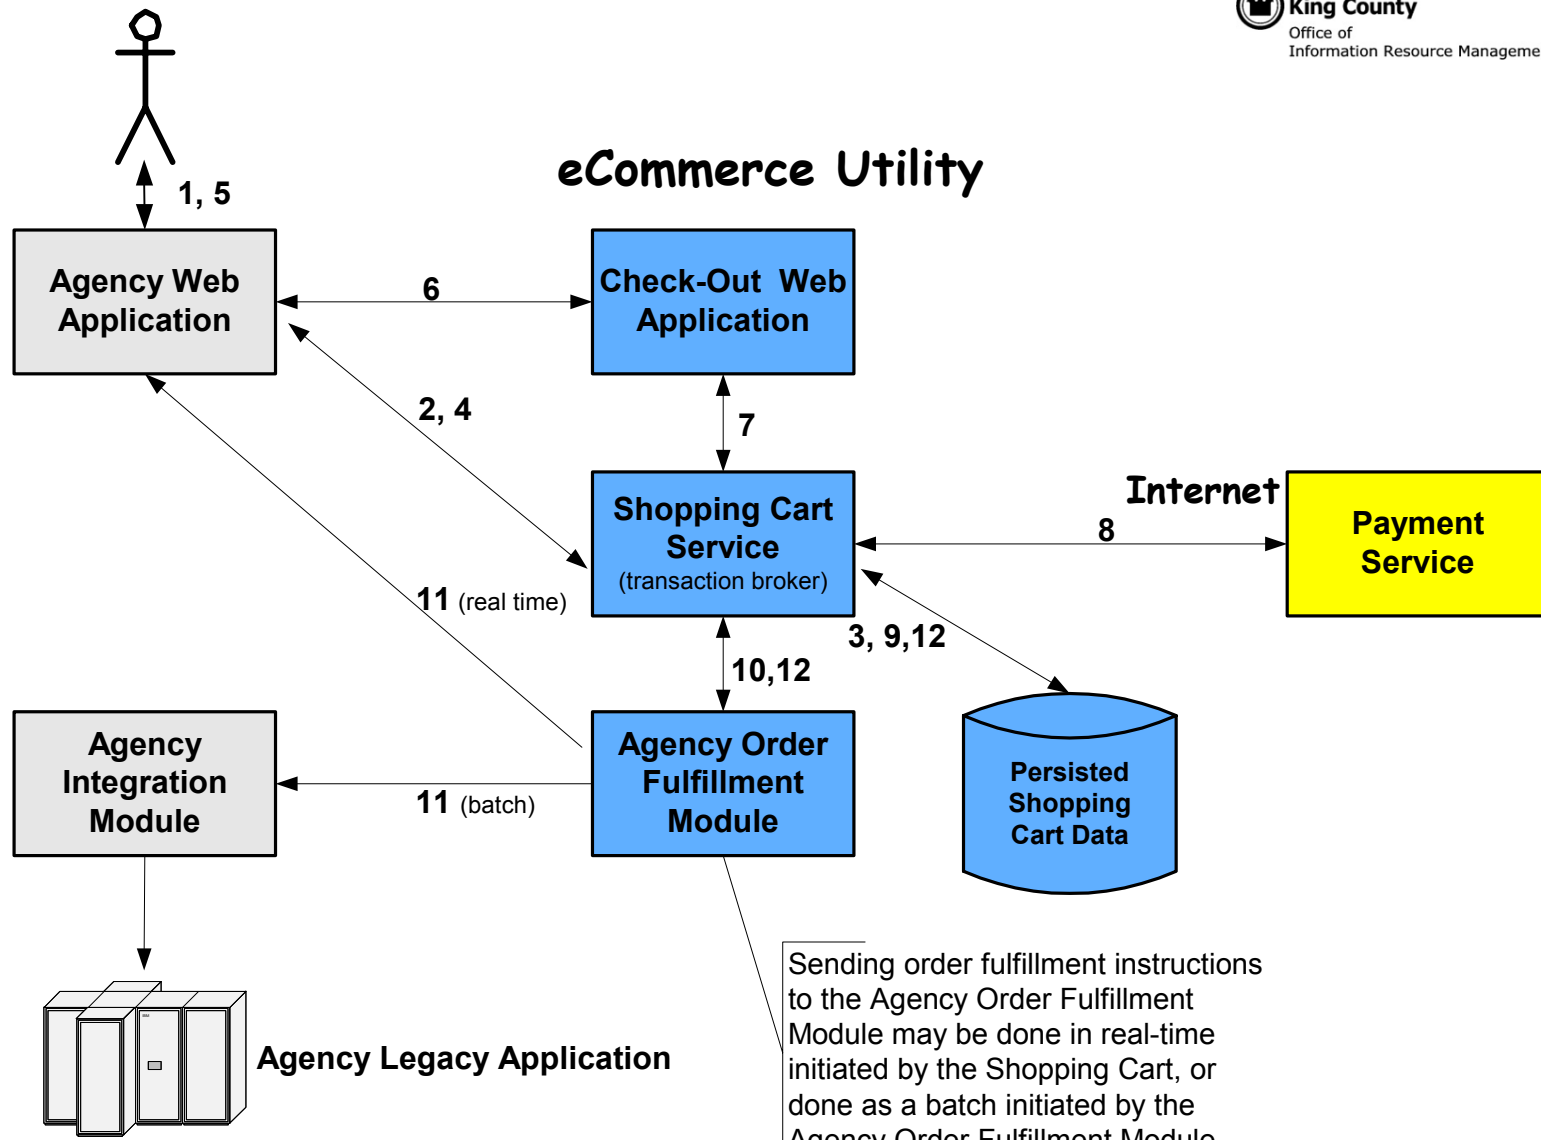 King County
Office of
Information Resource Manageme
eCommerce Utility
1, 5
Agency Web
Application
6
Check-Out Web
Application
2, 4
7
Shopping Cart
Service
(transaction broker)
Internet
8
Payment
Service
11 (real time)
3, 9,12
10,12
Agency
Integration
Module
11 (batch)
Agency Order
Fulfillment
Module
Persisted
Shopping
Cart Data
Agency Legacy Application
Sending order fulfillment instructions
to the Agency Order Fulfillment
Module may be done in real-time
initiated by the Shopping Cart, or
done as a batch initiated by the
Agency Order Fulfillment Module